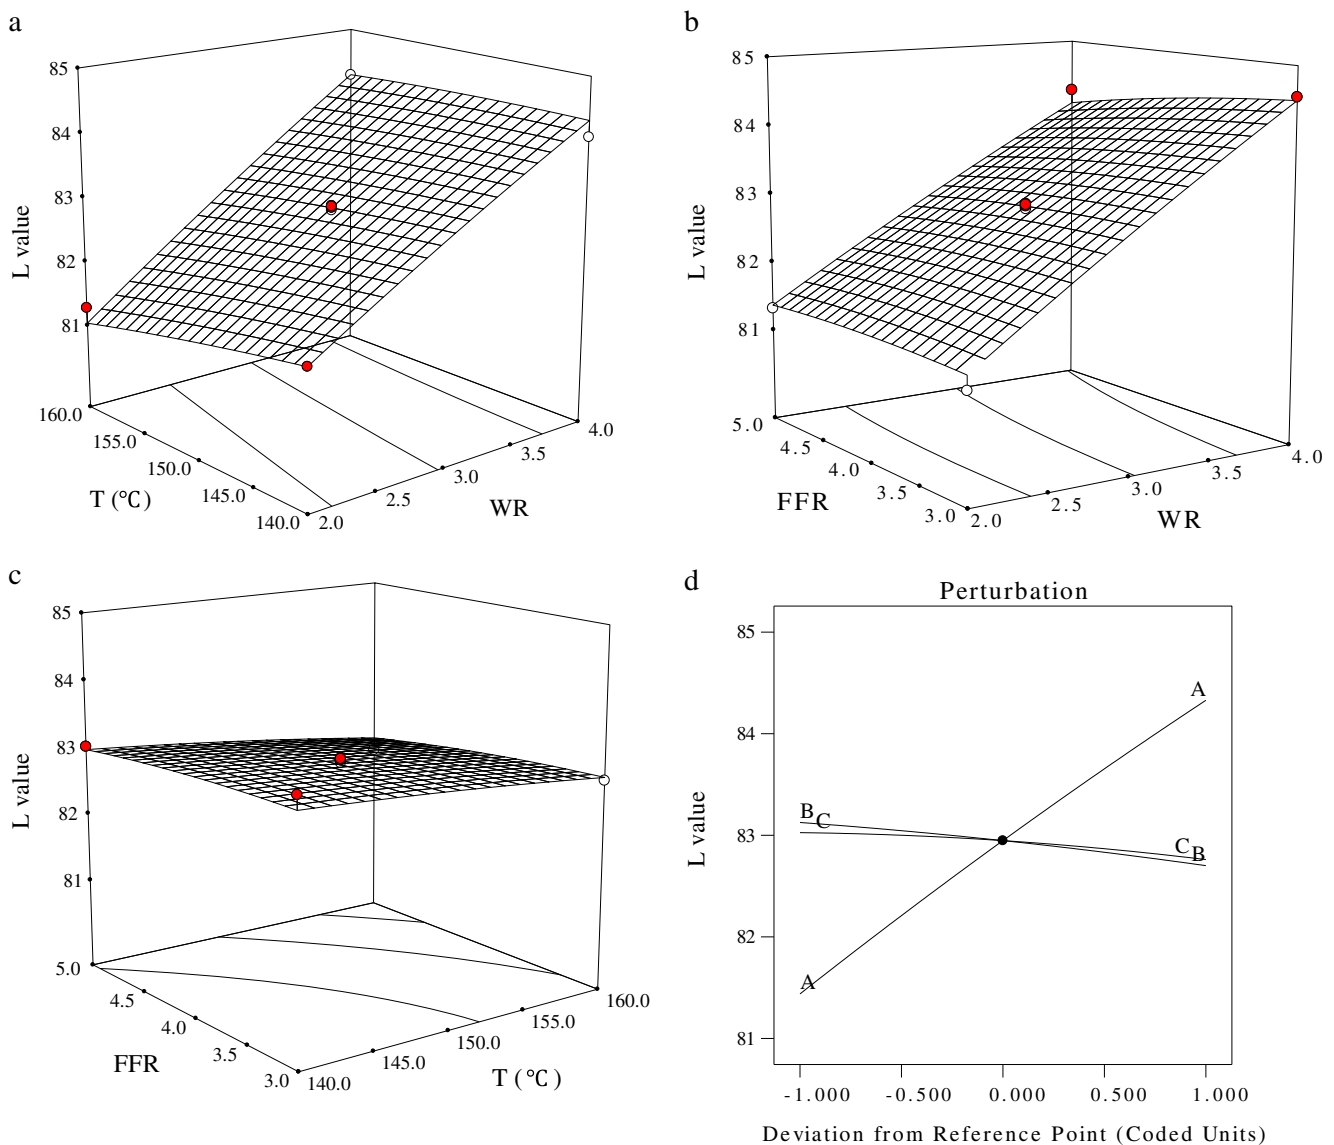 a
85
84
83
82
81
L value
160.0
155.0
150.0
145.0
140.0
T (°C)
2.0
2.5
3.0
3.5
4.0
WR
b
85
84
83
82
81
L value
5.0
4.5
4.0
3.5
3.0
FFR
2.0
2.5
3.0
3.5
4.0
WR
c
85
84
83
82
81
L value
5.0
4.5
4.0
3.5
3.0
FFR
140.0
145.0
150.0
155.0
160.0
T (°C)
d
Perturbation
85
84
83
82
81
L value
A
B
C
C
B
A
-1.000 -0.500 0.000 0.500 1.000
Deviation from Reference Point (Coded Units)